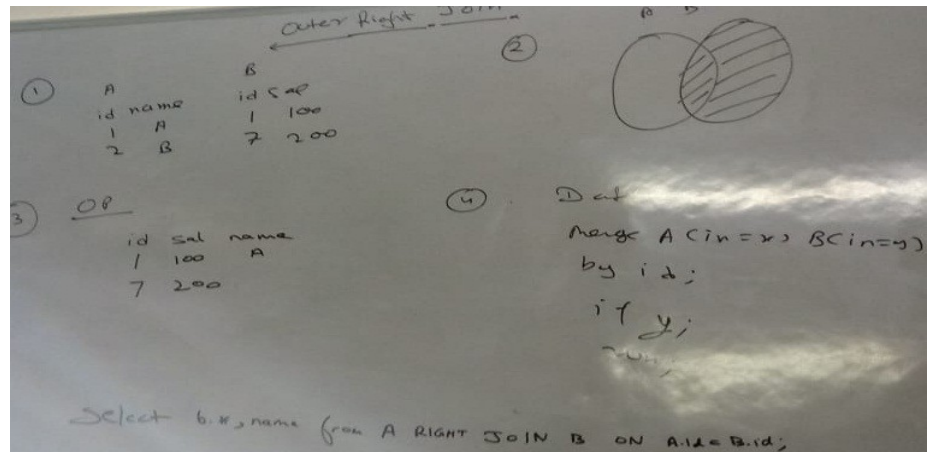 Outer Right Join
① A B
id name id sal
1 A 1 100
2 B 7 200
②
A B
③ OP
id sal name
1 100 A
7 200
④
Merge A (in=x) B(in=y)
by id;
if y;
run;
Select b.*, name from A RIGHT JOIN B ON A.id = B.id;